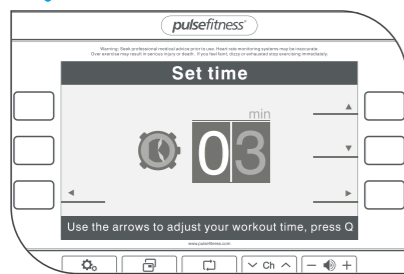 pulsefitness
Warning: Seek professional medical advice prior to use. Heart rate monitoring systems may be inaccurate.
Over exercise may result in serious injury or death. If you feel faint, dizzy or exhausted stop exercising immediately.
Set time
min
03
Use the arrows to adjust your workout time, press Q
www.pulsefitness.com
Ch